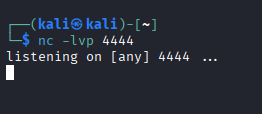 ┌──(kali㉿kali)-[~]
└─$ nc -lvp 4444
listening on [any] 4444 ...